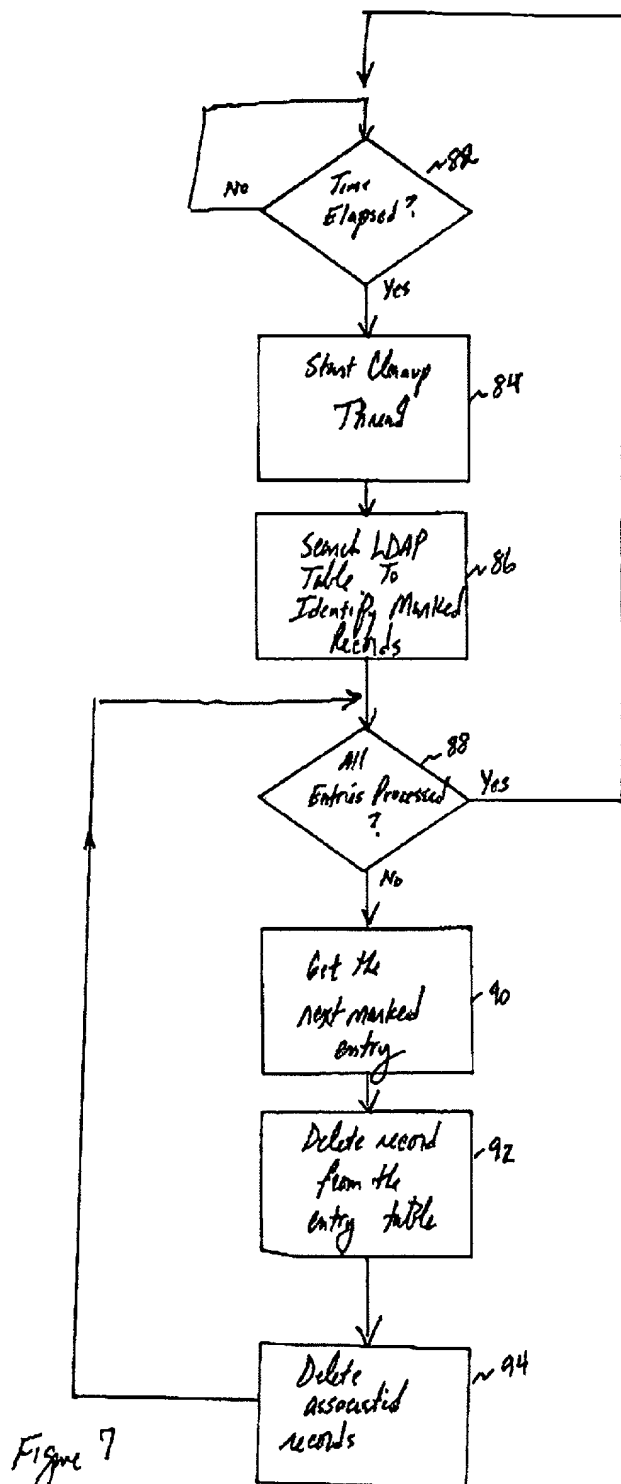 ~82
Time
Elapsed?
No
Yes
Start Cleanup
Thread
~84
Search LDAP
Table To
Identify Marked
Records
~86
All
Entries Processed
?
88
Yes
No
Get the
next marked
entry
~90
Delete record
from the
entry table
~92
Delete
associated
records
~94
Figure 7